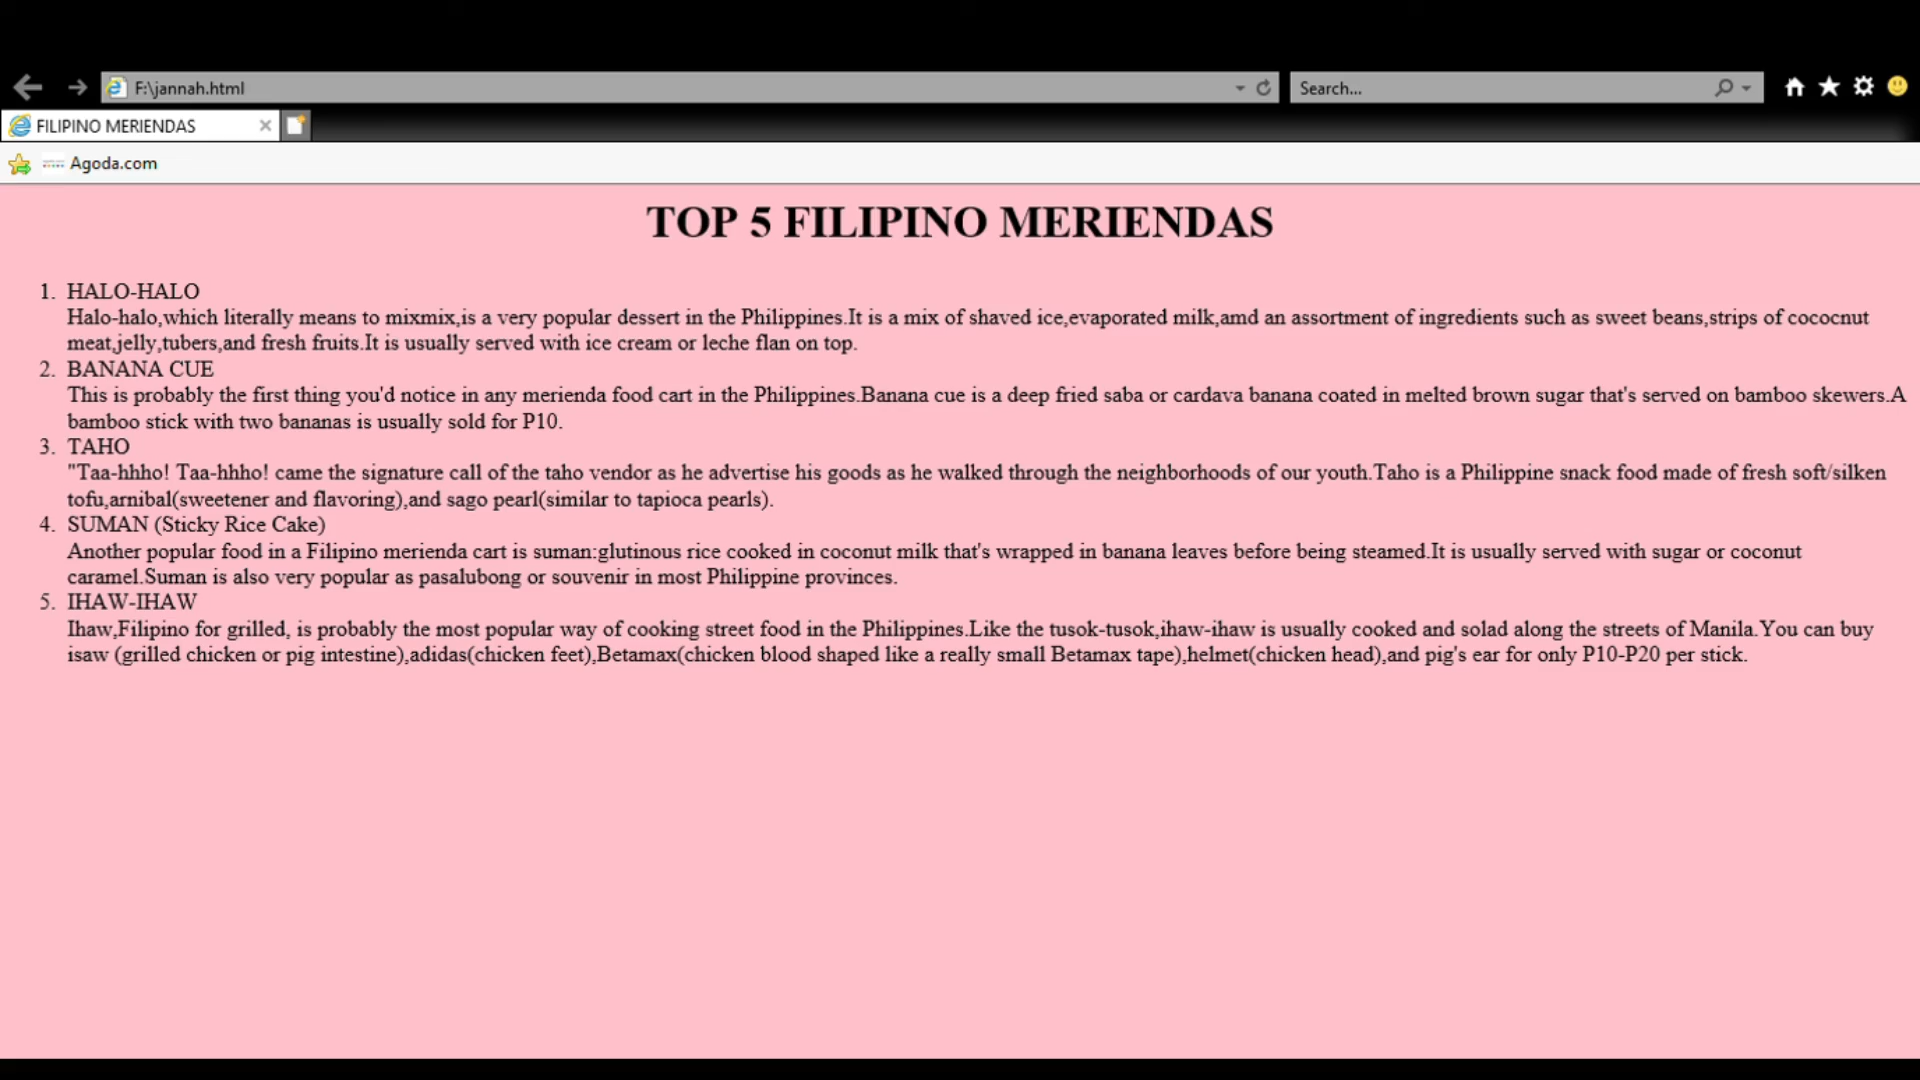 F:\jannah.html
Search...
FILIPINO MERIENDAS
Agoda.com
TOP 5 FILIPINO MERIENDAS
1. HALO-HALO
Halo-halo,which literally means to mixmix,is a very popular dessert in the Philippines.It is a mix of shaved ice,evaporated milk,amd an assortment of ingredients such as sweet beans,strips of cococnut
meat,jelly,tubers,and fresh fruits.It is usually served with ice cream or leche flan on top.
2. BANANA CUE
This is probably the first thing you'd notice in any merienda food cart in the Philippines.Banana cue is a deep fried saba or cardava banana coated in melted brown sugar that's served on bamboo skewers.A
bamboo stick with two bananas is usually sold for P10.
3. TAHO
"Taa-hhho! Taa-hhho! came the signature call of the taho vendor as he advertise his goods as he walked through the neighborhoods of our youth.Taho is a Philippine snack food made of fresh soft/silken
tofu,arnibal(sweetener and flavoring),and sago pearl(similar to tapioca pearls).
4. SUMAN (Sticky Rice Cake)
Another popular food in a Filipino merienda cart is suman:glutinous rice cooked in coconut milk that's wrapped in banana leaves before being steamed.It is usually served with sugar or coconut
caramel.Suman is also very popular as pasalubong or souvenir in most Philippine provinces.
5. IHAW-IHAW
Ihaw,Filipino for grilled, is probably the most popular way of cooking street food in the Philippines.Like the tusok-tusok,ihaw-ihaw is usually cooked and solad along the streets of Manila.You can buy
isaw (grilled chicken or pig intestine),adidas(chicken feet),Betamax(chicken blood shaped like a really small Betamax tape),helmet(chicken head),and pig's ear for only P10-P20 per stick.